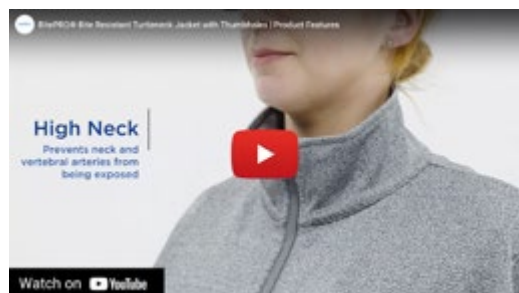 BitePRO® Bite Resistant Turtleneck Jacket with Thumbholes | Product Features
High Neck
Prevents neck and
vertebral arteries from
being exposed
Watch on YouTube